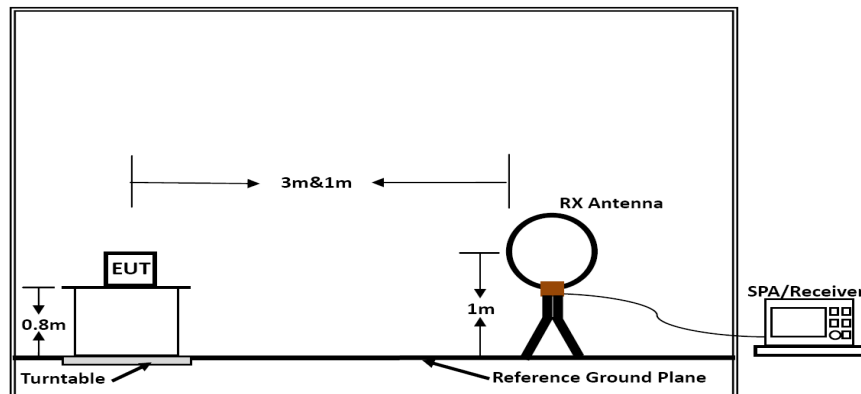 3m&1m
RX Antenna
EUT
SPA/Receiver
0.8m
1m
Turntable
Reference Ground Plane